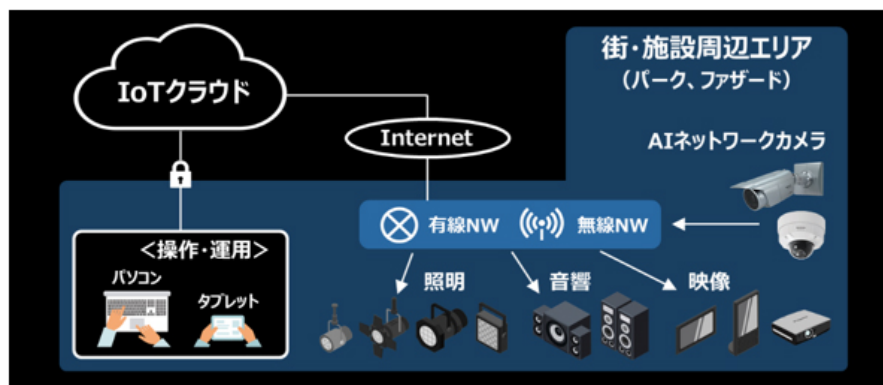 街・施設周辺エリア
(パーク、ファザード)
IoTクラウド
Internet
AIネットワークカメラ
有線NW
無線NW
<操作・運用>
パソコン
タブレット
照明
音響
映像